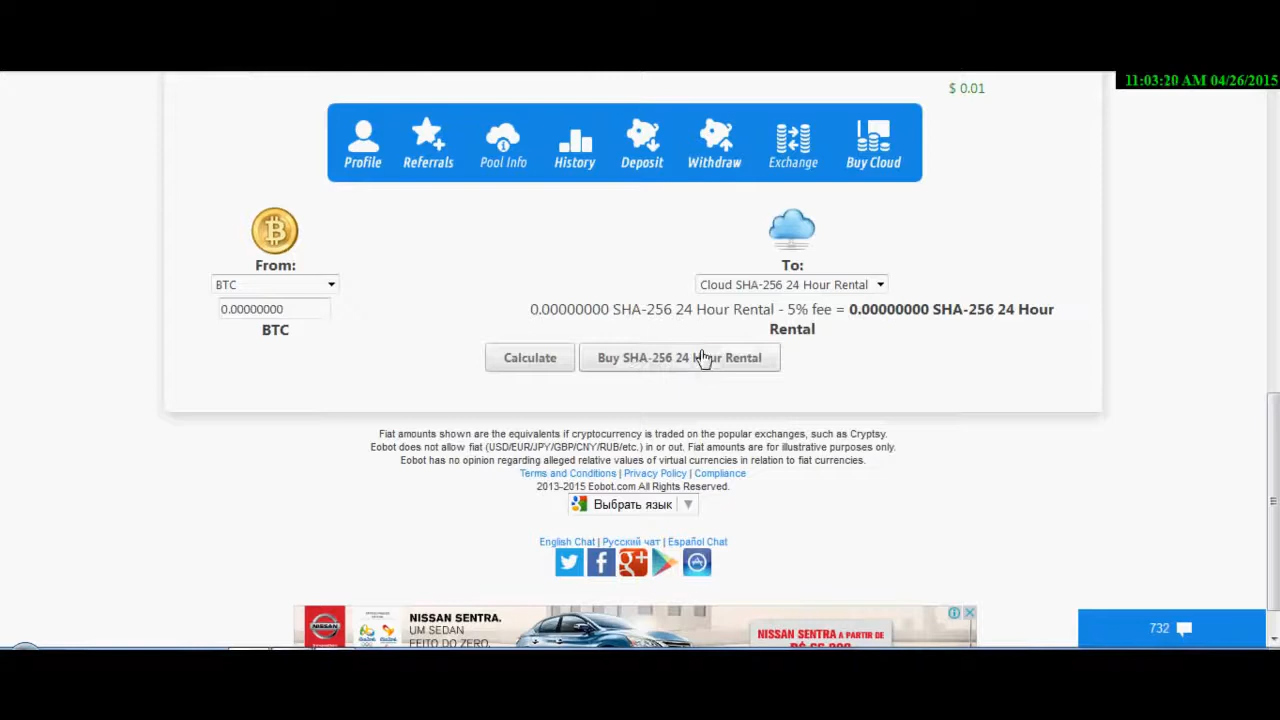 11:03:20 AM 04/26/2015
$ 0.01
Profile
Referrals
Pool Info
History
Deposit
Withdraw
Exchange
Buy Cloud
From:
To:
BTC
Cloud SHA-256 24 Hour Rental
0.00000000
0.00000000 SHA-256 24 Hour Rental - 5% fee = 0.00000000 SHA-256 24 Hour
BTC
Rental
Calculate
Buy SHA-256 24 Hour Rental
Fiat amounts shown are the equivalents if cryptocurrency is traded on the popular exchanges, such as Cryptsy.
Eobot does not allow fiat (USD/EUR/JPY/GBP/CNY/RUB/etc.) in or out. Fiat amounts are for illustrative purposes only.
Eobot has no opinion regarding alleged relative values of virtual currencies in relation to fiat currencies.
Terms and Conditions | Privacy Policy | Compliance
2013-2015 Eobot.com All Rights Reserved.
Выбрать язык
English Chat | Русский чат | Español Chat
NISSAN SENTRA.
UM SEDAN
FEITO DO ZERO.
NISSAN SENTRA A PARTIR DE
732